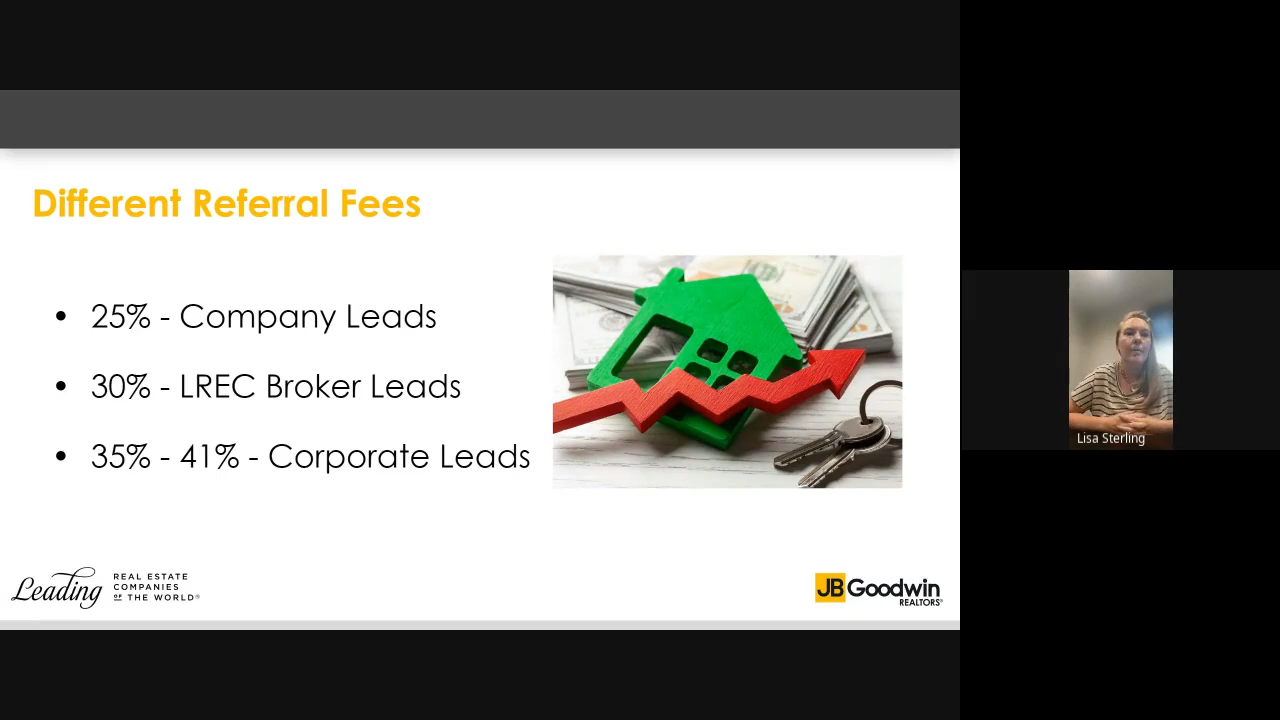 Different Referral Fees
• 25% - Company Leads
• 30% - LREC Broker Leads
• 35% - 41% - Corporate Leads
Leading REAL ESTATE
COMPANIES
OF THE WORLD®
JB Goodwin
REALTORS®
Lisa Sterling